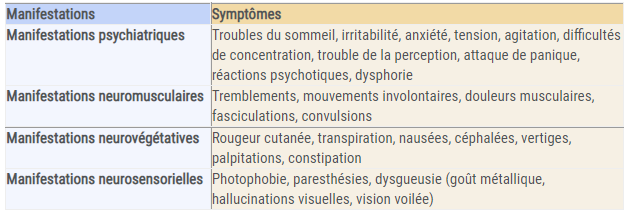 Manifestations Symptômes
Manifestations psychiatriques Troubles du sommeil, irritabilité, anxiété, tension, agitation, difficultés
de concentration, trouble de la perception, attaque de panique,
réactions psychotiques, dysphorie
Manifestations neuromusculaires Tremblements, mouvements involontaires, douleurs musculaires,
fasciculations, convulsions
Manifestations neurovégétatives Rougeur cutanée, transpiration, nausées, céphalées, vertiges,
palpitations, constipation
Manifestations neurosensorielles Photophobie, paresthésies, dysgueusie (goût métallique,
hallucinations visuelles, vision voilée)